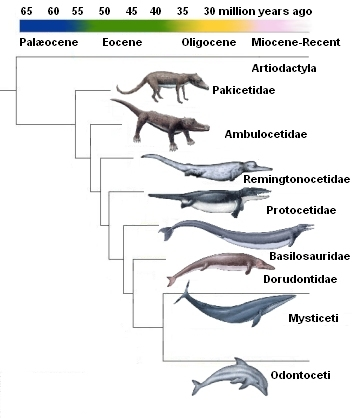 65 60 55 50 45 40 35 30 million years ago
Palæocene Eocene Oligocene Miocene-Recent
Artiodactyla
Pakicetidae
Ambulocetidae
Remingtonocetidae
Protocetidae
Basilosauridae
Dorudontidae
Mysticeti
Odontoceti